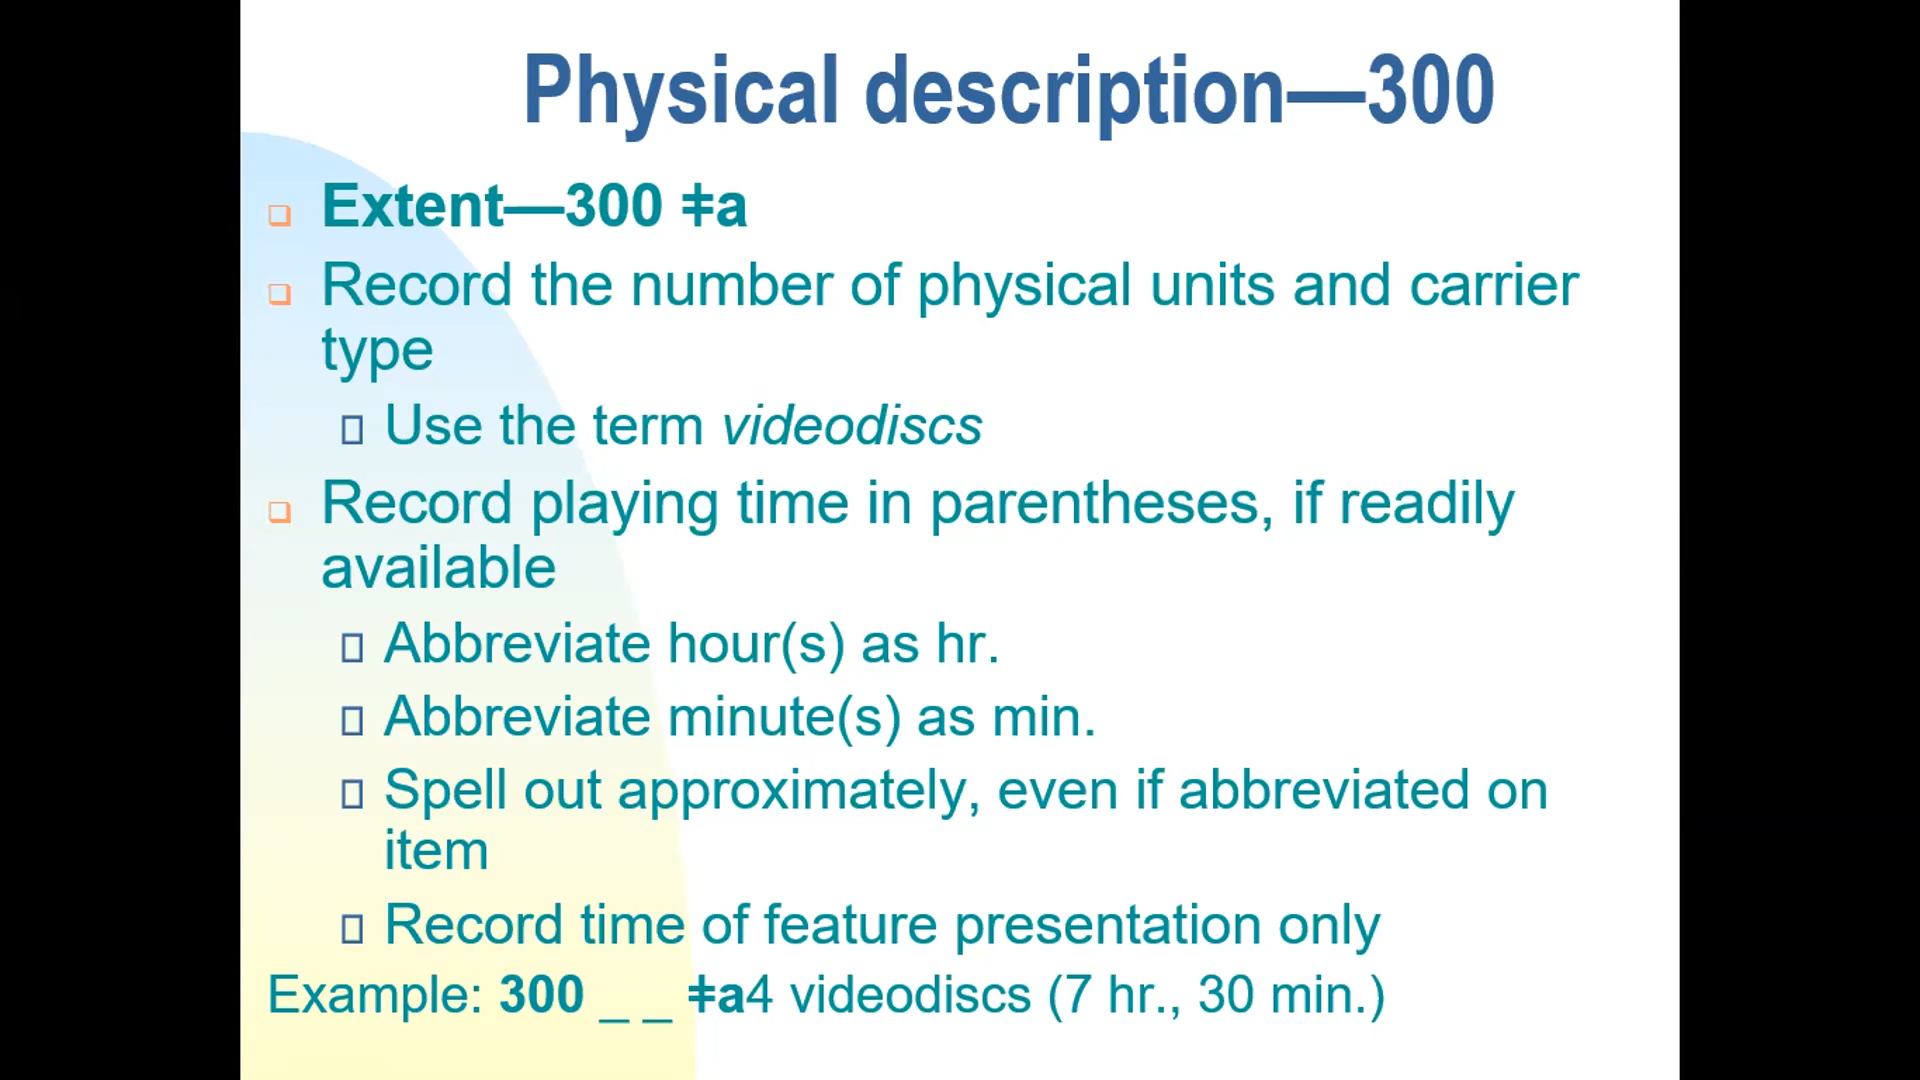 Physical description—300
Extent—300 ǂa
Record the number of physical units and carrier
type
Use the term videodiscs
Record playing time in parentheses, if readily
available
Abbreviate hour(s) as hr.
Abbreviate minute(s) as min.
Spell out approximately, even if abbreviated on
item
Record time of feature presentation only
Example: 300 _ _ ǂa4 videodiscs (7 hr., 30 min.)